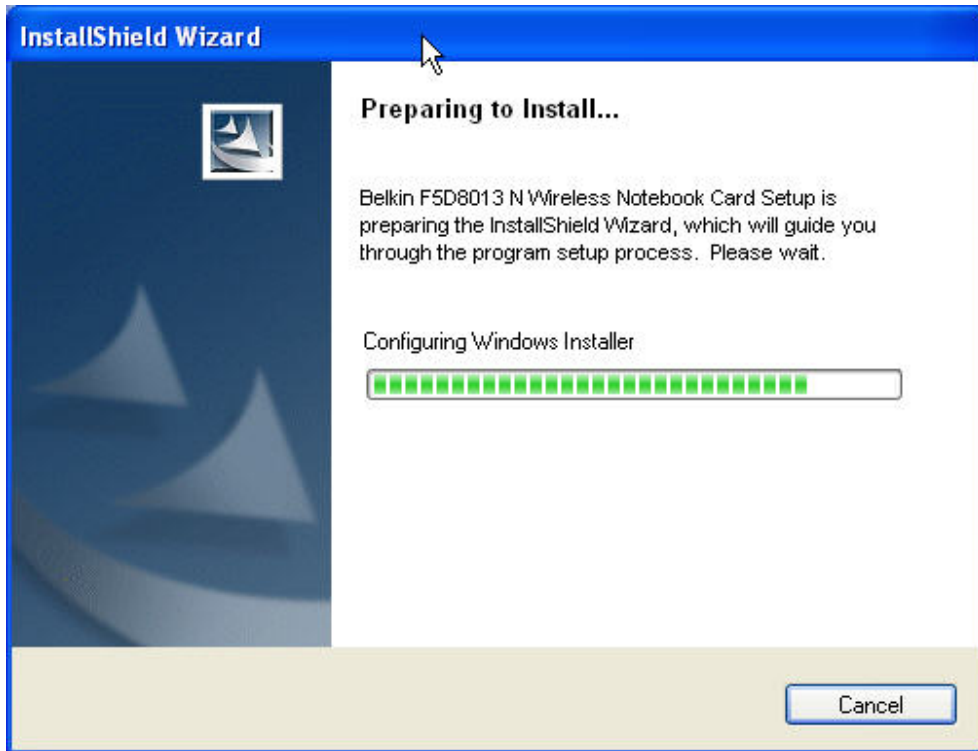 InstallShield Wizard
Preparing to Install...
Belkin F5D8013 N Wireless Notebook Card Setup is
preparing the InstallShield Wizard, which will guide you
through the program setup process.  Please wait.
Configuring Windows Installer
Cancel